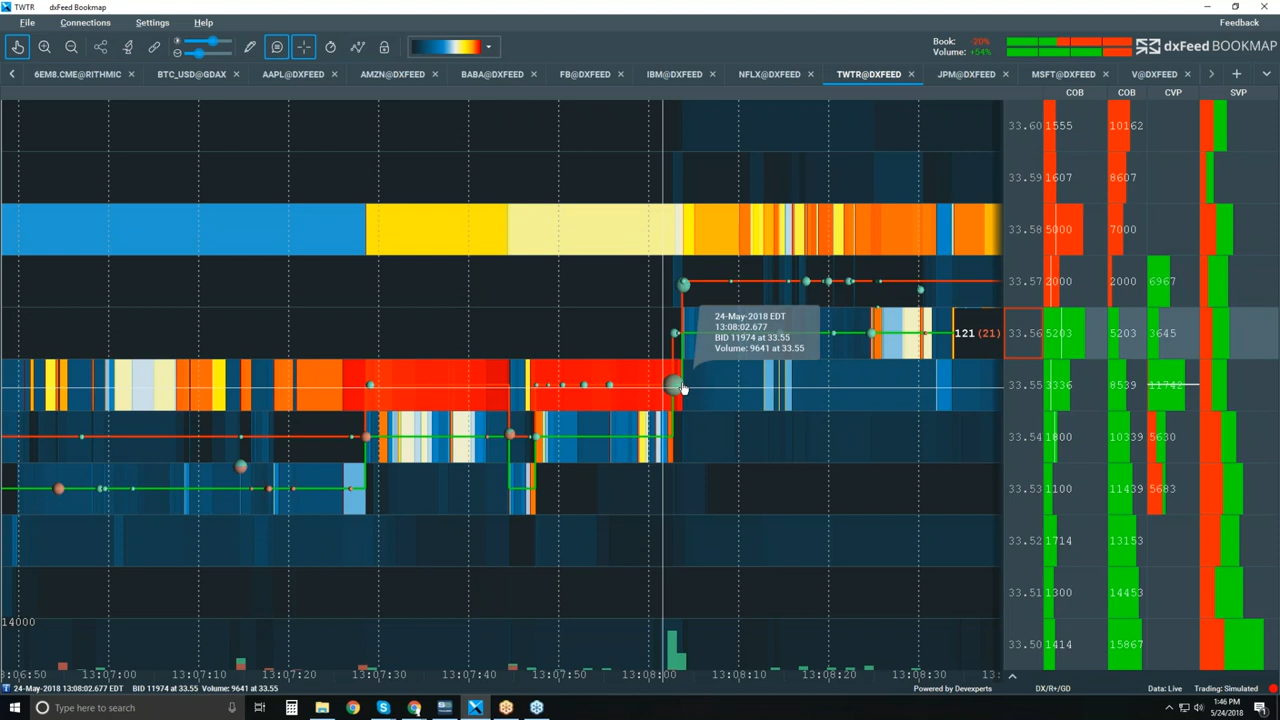 TWTR dxFeed Bookmap
File Connections Settings Help Feedback
Book: -20%
Volume: +54%
dxFeed BOOKMAP
6EM8.CME@RITHMIC BTC_USD@GDAX AAPL@DXFEED AMZN@DXFEED BABA@DXFEED FB@DXFEED IBM@DXFEED NFLX@DXFEED TWTR@DXFEED JPM@DXFEED MSFT@DXFEED V@DXFEED
COB COB CVP SVP
33.60 1555 10162
33.59 1607 8607
33.58 5000 7000
33.57 2000 2000 6967
24-May-2018 EDT
13:08:02.677
BID 11974 at 33.55
Volume: 9641 at 33.55
121 (21) 33.56 5203 5203 3645
33.55 3336 8539 11742
33.54 1800 10339 5630
33.53 1100 11439 5683
33.52 1714 13153
33.51 1300 14453
14000
33.50 1414 15867
13:06:50 13:07:00 13:07:10 13:07:20 13:07:30 13:07:40 13:07:50 13:08:00 13:08:10 13:08:20 13:08:30
24-May-2018 13:08:02.677 EDT BID 11974 at 33.55 Volume: 9641 at 33.55 Powered by Devexperts DX/R+/GD Data: Live Trading: Simulated
Type here to search
1:46 PM
5/24/2018